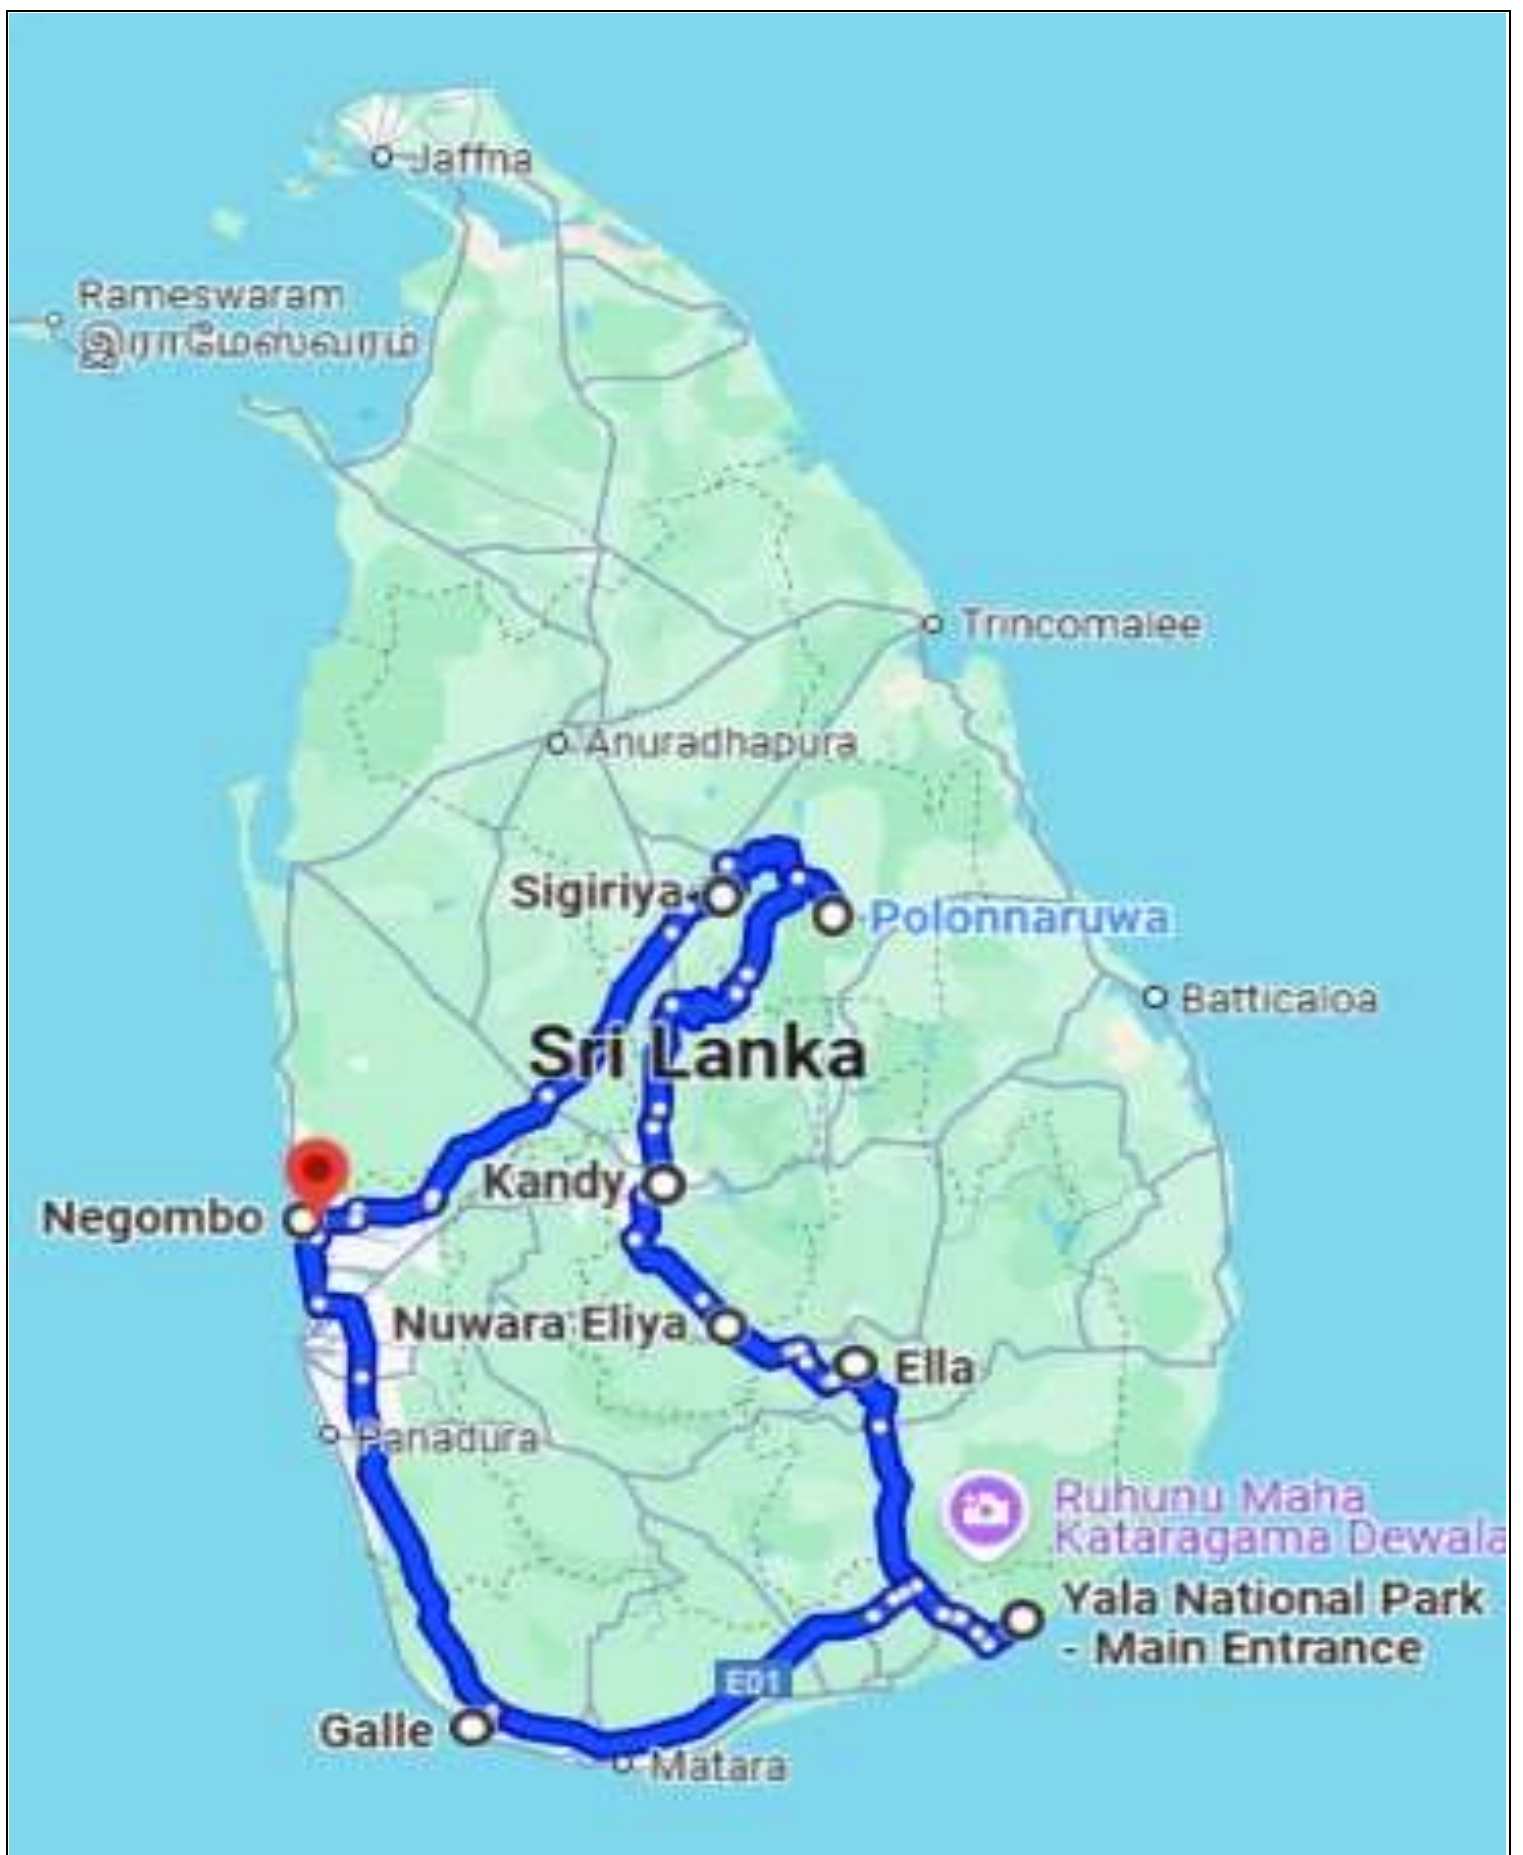 Jaffna
Rameswaram
இராமேஸ்வரம்
Trincomalee
Anuradhapura
Sigiriya
Polonnaruwa
Batticaloa
Sri Lanka
Kandy
Negombo
Nuwara Eliya
Ella
Panadura
Ruhunu Maha
Kataragama Dewala
Yala National Park
- Main Entrance
E01
Galle
Matara